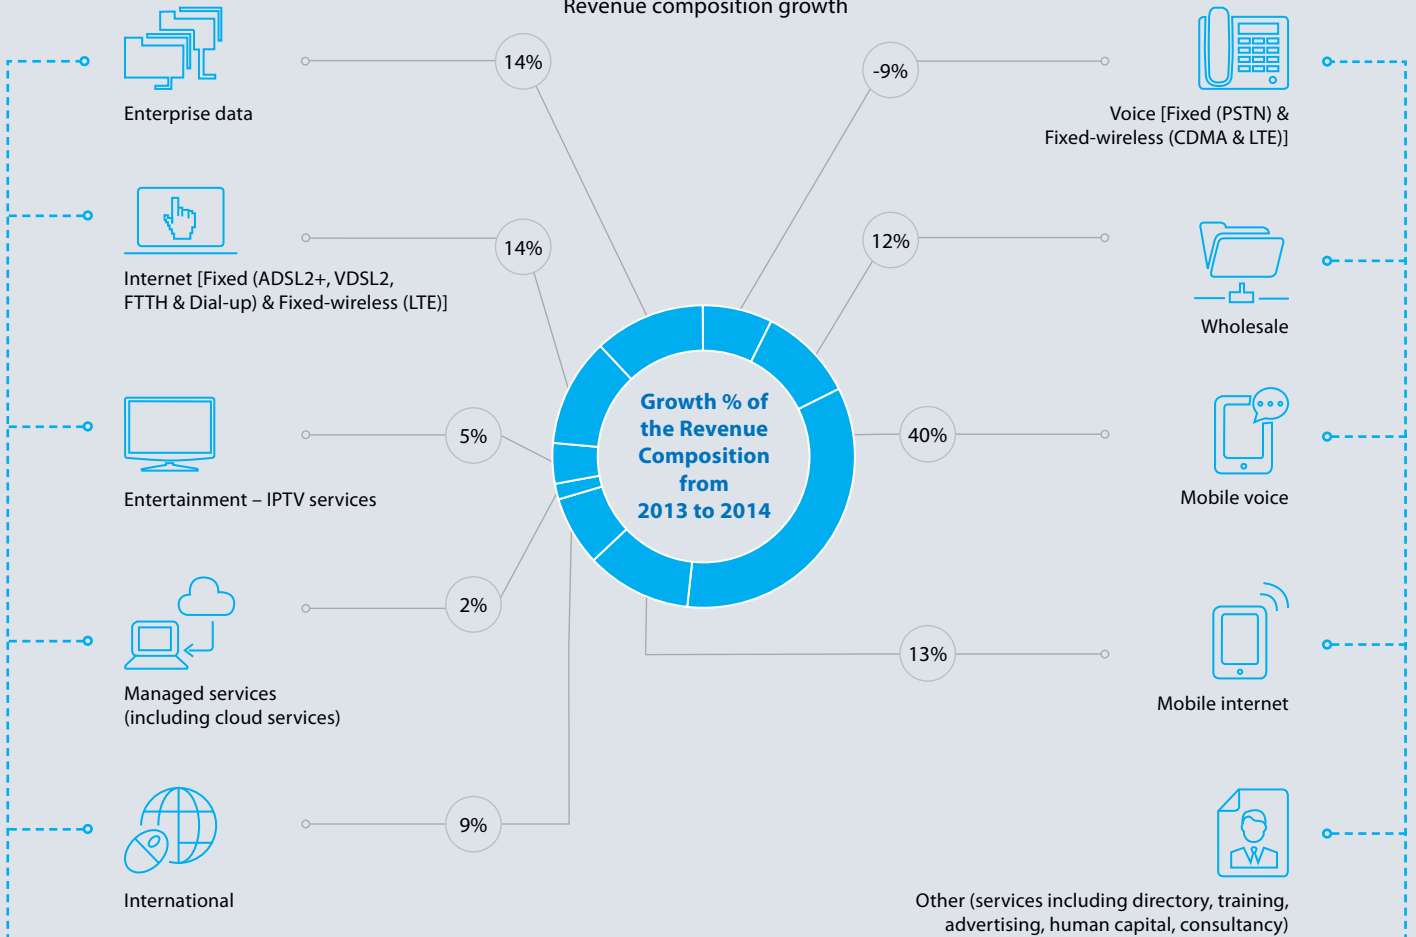 Revenue composition growth
14%
Enterprise data
-9%
Voice [Fixed (PSTN) &
Fixed-wireless (CDMA & LTE)]
14%
Internet [Fixed (ADSL2+, VDSL2,
FTTH & Dial-up) & Fixed-wireless (LTE)]
12%
Wholesale
Growth % of
the Revenue
Composition
from
2013 to 2014
5%
Entertainment – IPTV services
40%
Mobile voice
2%
Managed services
(including cloud services)
13%
Mobile internet
9%
International
Other (services including directory, training,
advertising, human capital, consultancy)